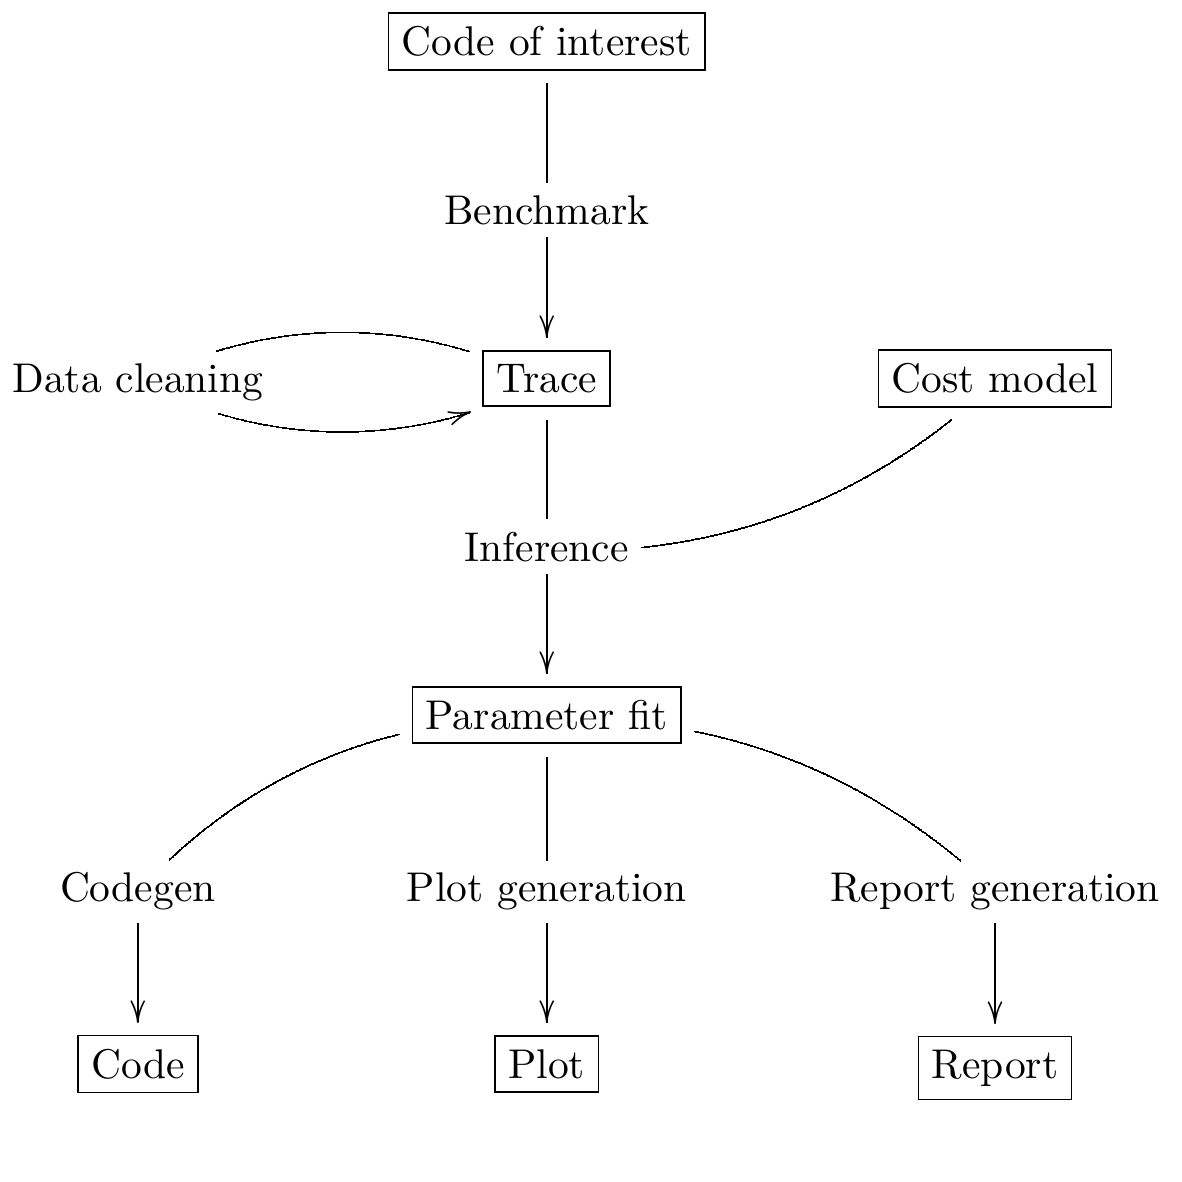 Code of interest
Benchmark
Data cleaning
Trace
Cost model
Inference
Parameter fit
Codegen
Plot generation
Report generation
Code
Plot
Report